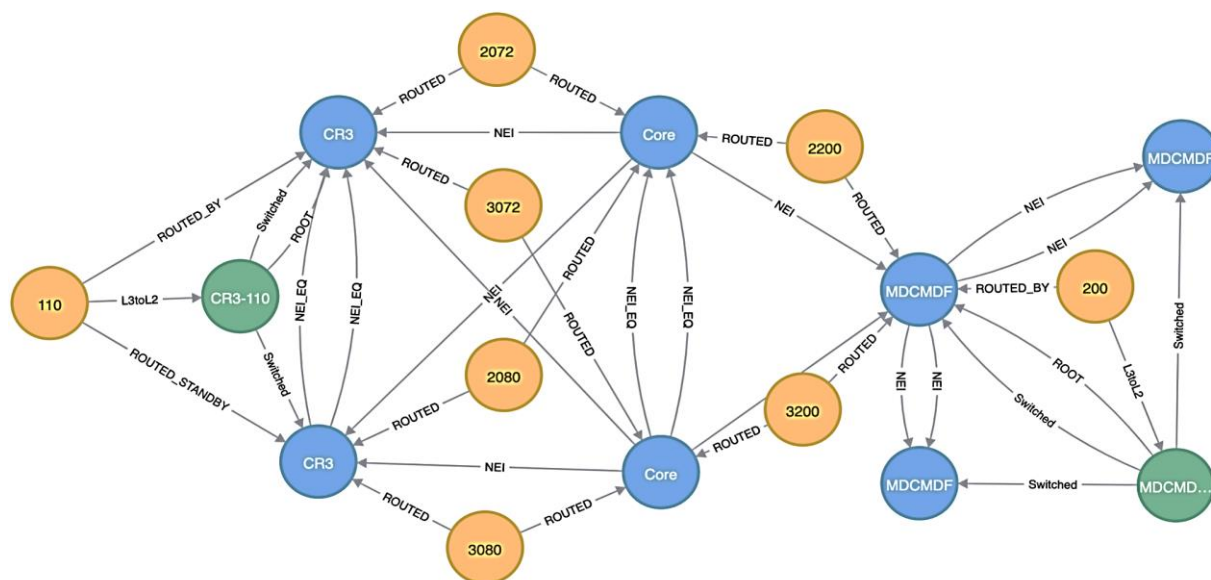 2072
ROUTED
ROUTED
CR3
NEI
Core
ROUTED
2200
MDCMDF
ROUTED
3072
NEI
ROUTED
NEI
ROUTED_BY
Switched
ROOT
ROUTED
NEI
MDCMDF
ROUTED_BY
200
110
L3toL2
CR3-110
NEI_EQ
NEI_EQ
NEI
NEI
ROUTED
NEI_EQ
NEI_EQ
Switched
ROUTED_STANDBY
Switched
2080
ROUTED
ROUTED
3200
NEI
NEI
ROOT
L3toL2
Switched
ROUTED
CR3
NEI
Core
MDCMDF
Switched
MDCMD...
ROUTED
ROUTED
3080